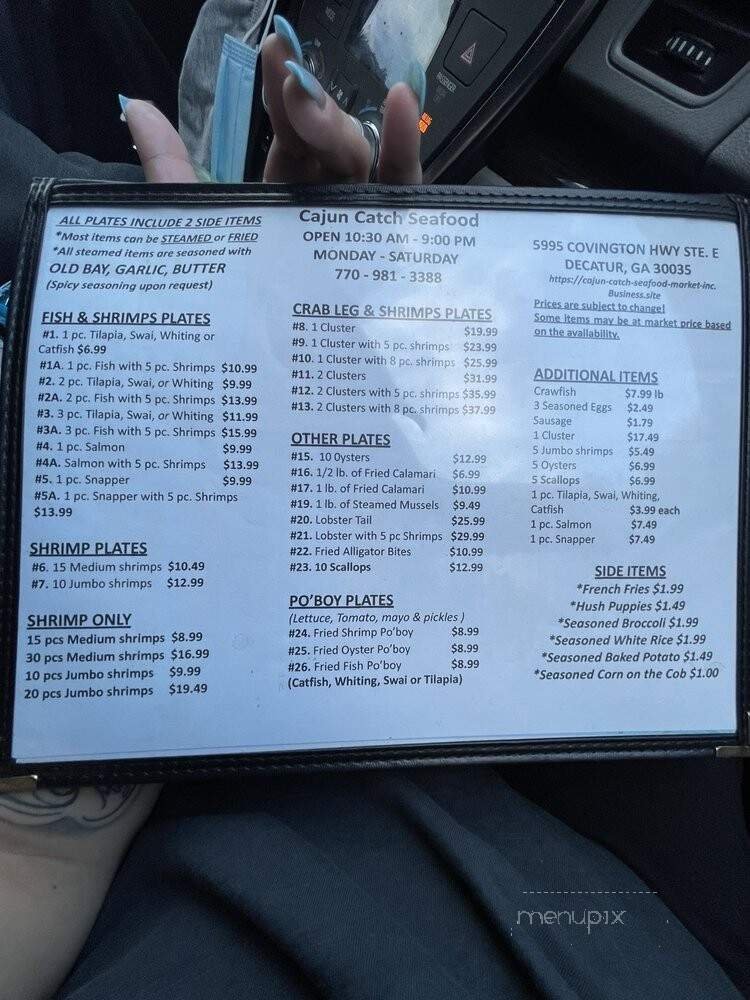 ALL PLATES INCLUDE 2 SIDE ITEMS
*Most items can be STEAMED or FRIED
*All steamed items are seasoned with
OLD BAY, GARLIC, BUTTER
(Spicy seasoning upon request)
FISH & SHRIMPS PLATES
#1. 1 pc. Tilapia, Swai, Whiting or
Catfish $6.99
#1A. 1 pc. Fish with 5 pc. Shrimps $10.99
#2. 2 pc. Tilapia, Swai, or Whiting $9.99
#2A. 2 pc. Fish with 5 pc. Shrimps $13.99
#3. 3 pc. Tilapia, Swai, or Whiting $11.99
#3A. 3 pc. Fish with 5 pc. Shrimps $15.99
#4. 1 pc. Salmon $9.99
#4A. Salmon with 5 pc. Shrimps $13.99
#5. 1 pc. Snapper $9.99
#5A. 1 pc. Snapper with 5 pc. Shrimps
$13.99
SHRIMP PLATES
#6. 15 Medium shrimps $10.49
#7. 10 Jumbo shrimps $12.99
SHRIMP ONLY
15 pcs Medium shrimps $8.99
30 pcs Medium shrimps $16.99
10 pcs Jumbo shrimps $9.99
20 pcs Jumbo shrimps $19.49
Cajun Catch Seafood
OPEN 10:30 AM - 9:00 PM
MONDAY - SATURDAY
770 - 981 - 3388
CRAB LEG & SHRIMPS PLATES
#8. 1 Cluster $19.99
#9. 1 Cluster with 5 pc. shrimps $23.99
#10. 1 Cluster with 8 pc. shrimps $25.99
#11. 2 Clusters $31.99
#12. 2 Clusters with 5 pc. shrimps $35.99
#13. 2 Clusters with 8 pc. shrimps $37.99
OTHER PLATES
#15. 10 Oysters $12.99
#16. 1/2 lb. of Fried Calamari $6.99
#17. 1 lb. of Fried Calamari $10.99
#19. 1 lb. of Steamed Mussels $9.49
#20. Lobster Tail $25.99
#21. Lobster with 5 pc Shrimps $29.99
#22. Fried Alligator Bites $10.99
#23. 10 Scallops $12.99
PO'BOY PLATES
(Lettuce, Tomato, mayo & pickles )
#24. Fried Shrimp Po'boy $8.99
#25. Fried Oyster Po'boy $8.99
#26. Fried Fish Po'boy $8.99
(Catfish, Whiting, Swai or Tilapia)
5995 COVINGTON HWY STE. E
DECATUR, GA 30035
https://cajun-catch-seafood-market-inc.
Business.site
Prices are subject to change!
Some items may be at market price based
on the availability.
ADDITIONAL ITEMS
Crawfish $7.99 lb
3 Seasoned Eggs $2.49
Sausage $1.79
1 Cluster $17.49
5 Jumbo shrimps $5.49
5 Oysters $6.99
5 Scallops $6.99
1 pc. Tilapia, Swai, Whiting,
Catfish $3.99 each
1 pc. Salmon $7.49
1 pc. Snapper $7.49
SIDE ITEMS
*French Fries $1.99
*Hush Puppies $1.49
*Seasoned Broccoli $1.99
*Seasoned White Rice $1.99
*Seasoned Baked Potato $1.49
*Seasoned Corn on the Cob $1.00
menupix